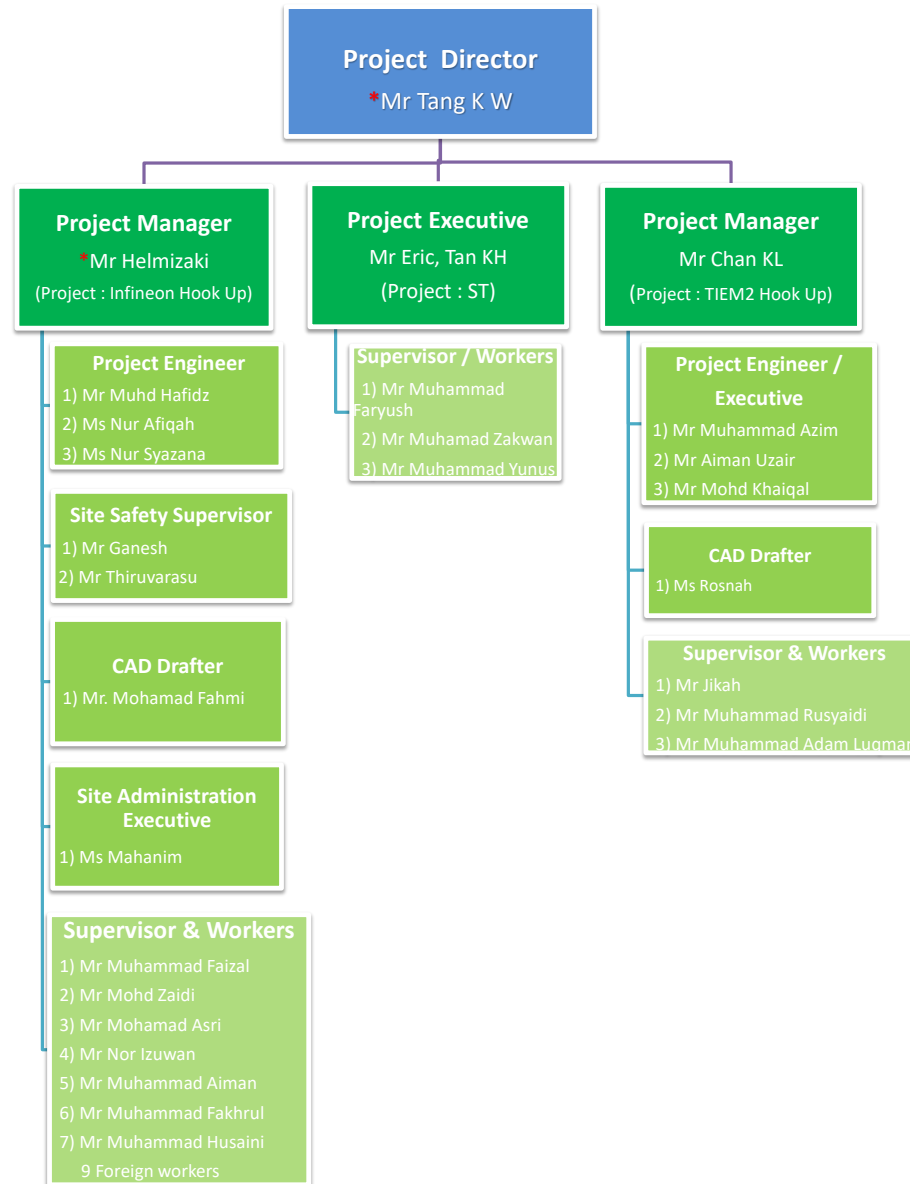 Project Director
*Mr Tang K W
Project Manager
*Mr Helmizaki
(Project : Infineon Hook Up)
Project Engineer
1) Mr Muhd Hafidz
2) Ms Nur Afiqah
3) Ms Nur Syazana
Site Safety Supervisor
1) Mr Ganesh
2) Mr Thiruvarasu
CAD Drafter
1) Mr. Mohamad Fahmi
Site Administration
Executive
1) Ms Mahanim
Supervisor & Workers
1) Mr Muhammad Faizal
2) Mr Mohd Zaidi
3) Mr Mohamad Asri
4) Mr Nor Izuwan
5) Mr Muhammad Aiman
6) Mr Muhammad Fakhrul
7) Mr Muhammad Husaini
9 Foreign workers
Project Executive
Mr Eric, Tan KH
(Project : ST)
Supervisor / Workers
1) Mr Muhammad
Faryush
2) Mr Muhamad Zakwan
3) Mr Muhammad Yunus
Project Manager
Mr Chan KL
(Project : TIEM2 Hook Up)
Project Engineer /
Executive
1) Mr Muhammad Azim
2) Mr Aiman Uzair
3) Mr Mohd Khaiqal
CAD Drafter
1) Ms Rosnah
Supervisor & Workers
1) Mr Jikah
2) Mr Muhammad Rusyaidi
3) Mr Muhammad Adam Luqman